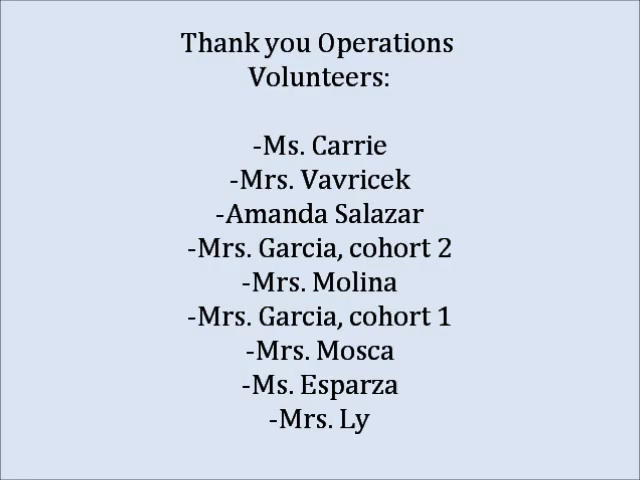 Thank you Operations
Volunteers:
-Ms. Carrie
-Mrs. Vavricek
-Amanda Salazar
-Mrs. Garcia, cohort 2
-Mrs. Molina
-Mrs. Garcia, cohort 1
-Mrs. Mosca
-Ms. Esparza
-Mrs. Ly